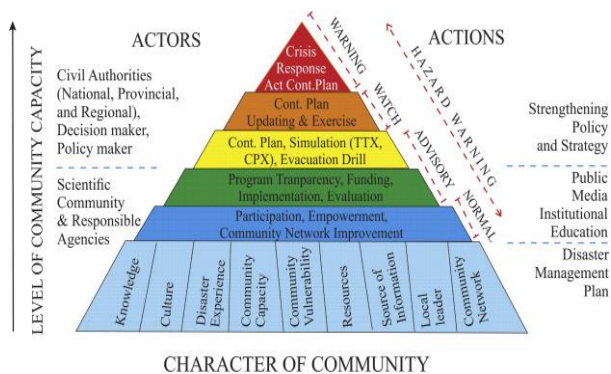 ACTORS
ACTIONS
Civil Authorities
(National, Provincial,
and Regional),
Decision maker,
Policy maker
Scientific
Community
& Responsible
Agencies
LEVEL OF COMMUNITY CAPACITY
Crisis
Response
Act Cont.Plan
Cont. Plan
Updating & Exercise
Cont. Plan, Simulation (TTX,
CPX), Evacuation Drill
Program Tranparency, Funding,
Implementation, Evaluation
Participation, Empowerment,
Community Network Improvement
WARNING
WATCH
ADVISORY
NORMAL
HAZARD WARNING
Strengthening
Policy
and Strategy
Public
Media
Institutional
Education
Disaster
Management
Plan
Knowledge
Culture
Disaster
Experience
Community
Capacity
Community
Vulnerability
Resources
Source of
Information
Local
leader
Community
Network
CHARACTER OF COMMUNITY